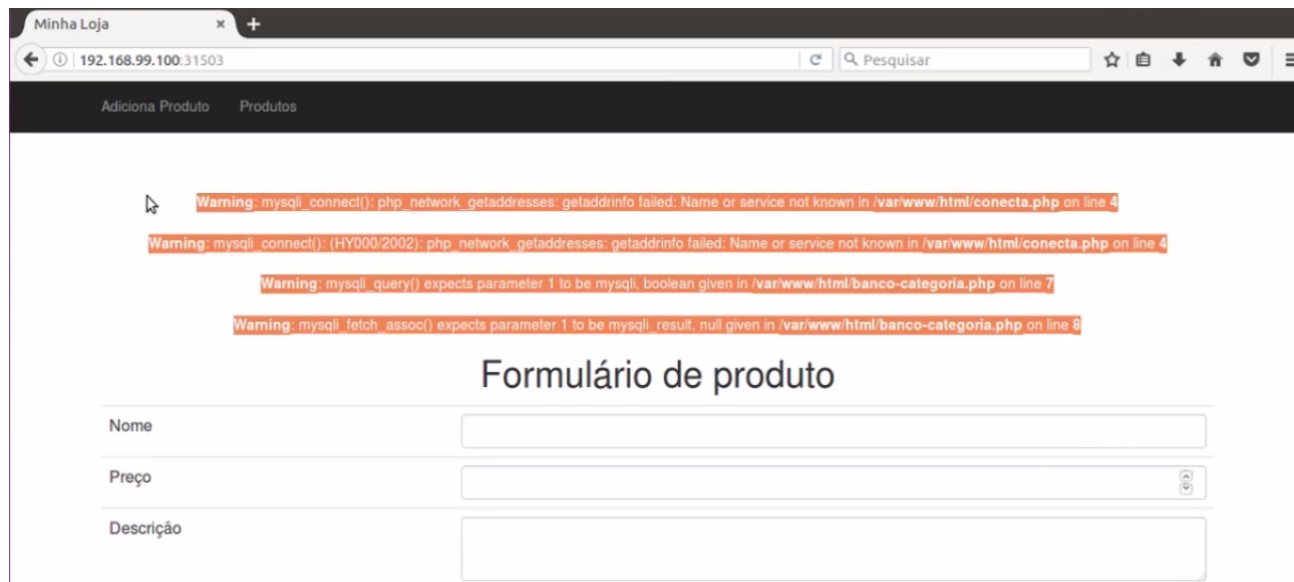 Minha Loja
192.168.99.100:31503
Pesquisar
Adiciona Produto Produtos
Warning: mysqli_connect(): php_network_getaddresses: getaddrinfo failed: Name or service not known in /var/www/html/conecta.php on line 4
Warning: mysqli_connect(): (HY000/2002): php_network_getaddresses: getaddrinfo failed: Name or service not known in /var/www/html/conecta.php on line 4
Warning: mysqli_query() expects parameter 1 to be mysqli, boolean given in /var/www/html/banco-categoria.php on line 7
Warning: mysqli_fetch_assoc() expects parameter 1 to be mysqli_result, null given in /var/www/html/banco-categoria.php on line 8
Formulário de produto
Nome
Preço
Descrição